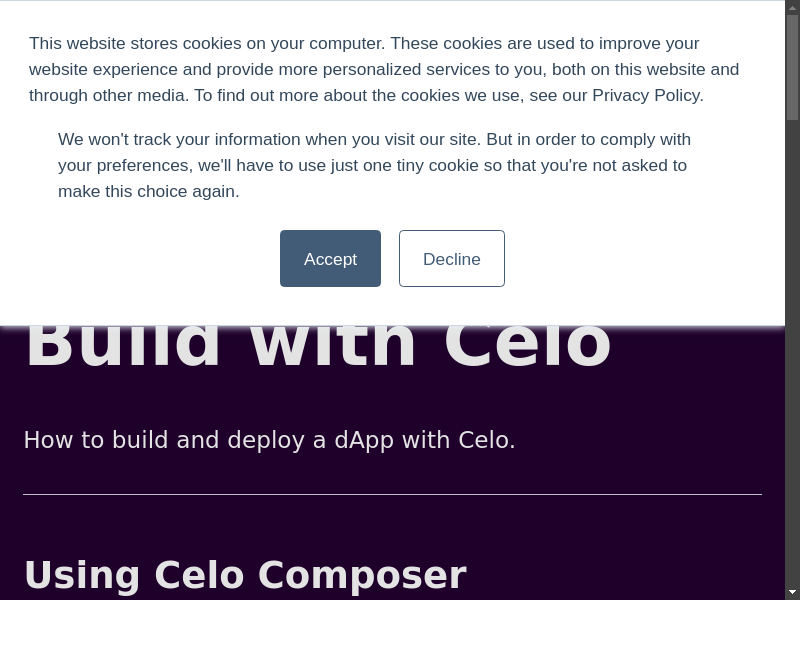 This website stores cookies on your computer. These cookies are used to improve your
website experience and provide more personalized services to you, both on this website and
through other media. To find out more about the cookies we use, see our Privacy Policy.
We won't track your information when you visit our site. But in order to comply with
your preferences, we'll have to use just one tiny cookie so that you're not asked to
make this choice again.
Accept
Decline
Build with Celo
How to build and deploy a dApp with Celo.
Using Celo Composer